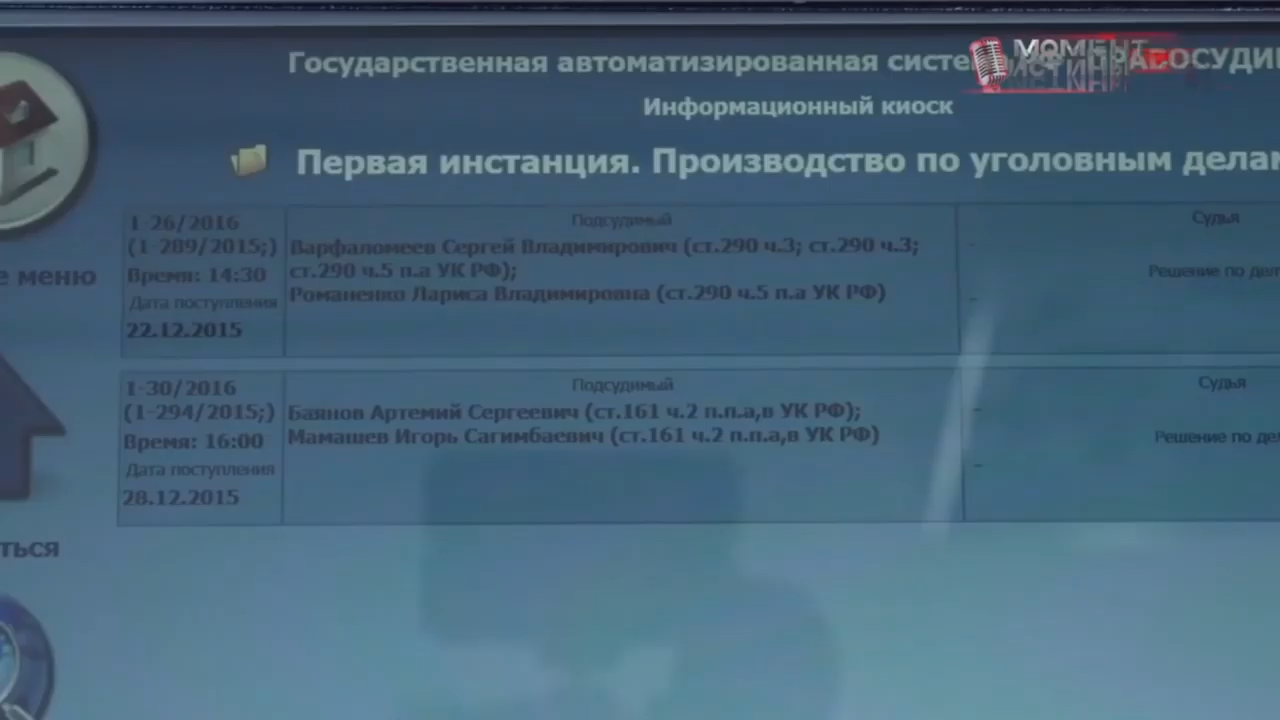 Государственная автоматизированная систе
МОМЕНТ
ИСТИНЫ
Информационный киоск
Первая инстанция. Производство по уголовным дела
1-26/2016
(1-289/2015;)
Время: 14:30
Дата поступления
22.12.2015
Подсудимый
Варфаломеев Сергей Владимирович (ст.290 ч.3; ст.290 ч.3;
ст.290 ч.5 п.а УК РФ);
Романенко Лариса Владимировна (ст.290 ч.5 п.а УК РФ)
Судья
-
Решение по дел
-
е меню
1-30/2016
(1-294/2015;)
Время: 16:00
Дата поступления
28.12.2015
Подсудимый
Баянов Артемий Сергеевич (ст.161 ч.2 п.п.а,в УК РФ);
Мамашев Игорь Сагимбаевич (ст.161 ч.2 п.п.а,в УК РФ)
Судья
-
Решение по дел
-
ться